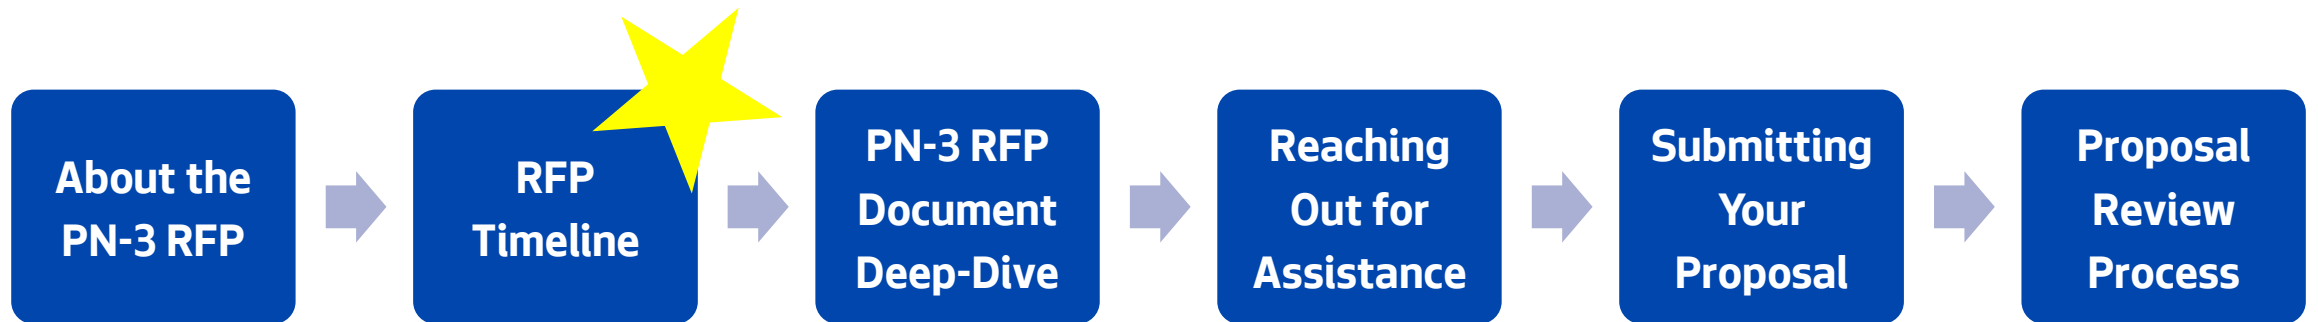 About the
PN-3 RFP
RFP
Timeline
PN-3 RFP
Document
Deep-Dive
Reaching
Out for
Assistance
Submitting
Your
Proposal
Proposal
Review
Process